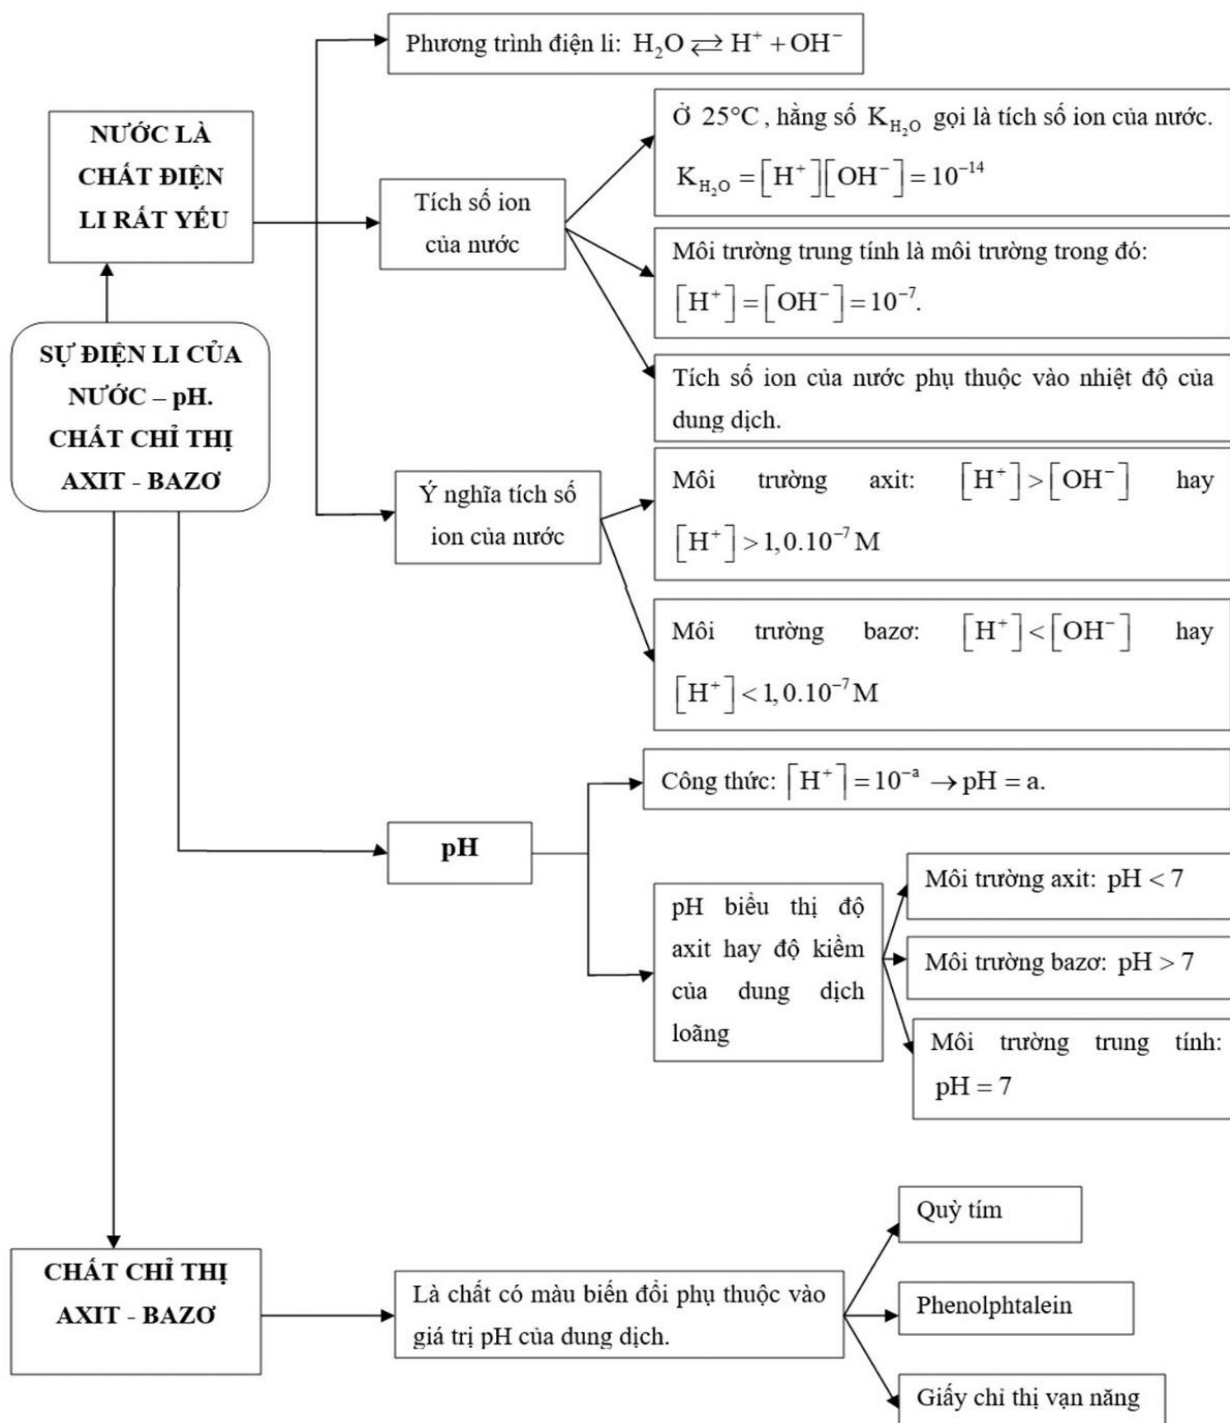 Phương trình điện li: H₂O ⇄ H⁺ + OH⁻
NƯỚC LÀ
CHẤT ĐIỆN
LI RẤT YẾU
Tích số ion
của nước
Ở 25°C , hằng số K_{H₂O} gọi là tích số ion của nước.
K_{H₂O} = [H⁺][OH⁻] = 10⁻¹⁴
Môi trường trung tính là môi trường trong đó:
[H⁺] = [OH⁻] = 10⁻⁷.
Tích số ion của nước phụ thuộc vào nhiệt độ của
dung dịch.
SỰ ĐIỆN LI CỦA
NƯỚC – pH.
CHẤT CHỈ THỊ
AXIT - BAZƠ
Ý nghĩa tích số
ion của nước
Môi trường axit: [H⁺] > [OH⁻] hay
[H⁺] > 1,0.10⁻⁷ M
Môi trường bazơ: [H⁺] < [OH⁻] hay
[H⁺] < 1,0.10⁻⁷ M
pH
Công thức: [H⁺] = 10⁻ᵃ → pH = a.
pH biểu thị độ
axit hay độ kiềm
của dung dịch
loãng
Môi trường axit: pH < 7
Môi trường bazơ: pH > 7
Môi trường trung tính:
pH = 7
CHẤT CHỈ THỊ
AXIT - BAZƠ
Là chất có màu biến đổi phụ thuộc vào
giá trị pH của dung dịch.
Quỳ tím
Phenolphtalein
Giấy chỉ thị vạn năng